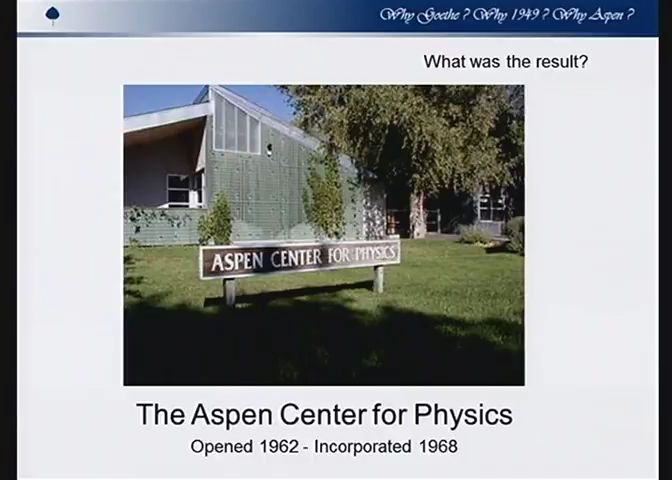 Why Goethe ? Why 1949 ? Why Aspen ?
What was the result?
ASPEN CENTER FOR PHYSICS
The Aspen Center for Physics
Opened 1962 - Incorporated 1968